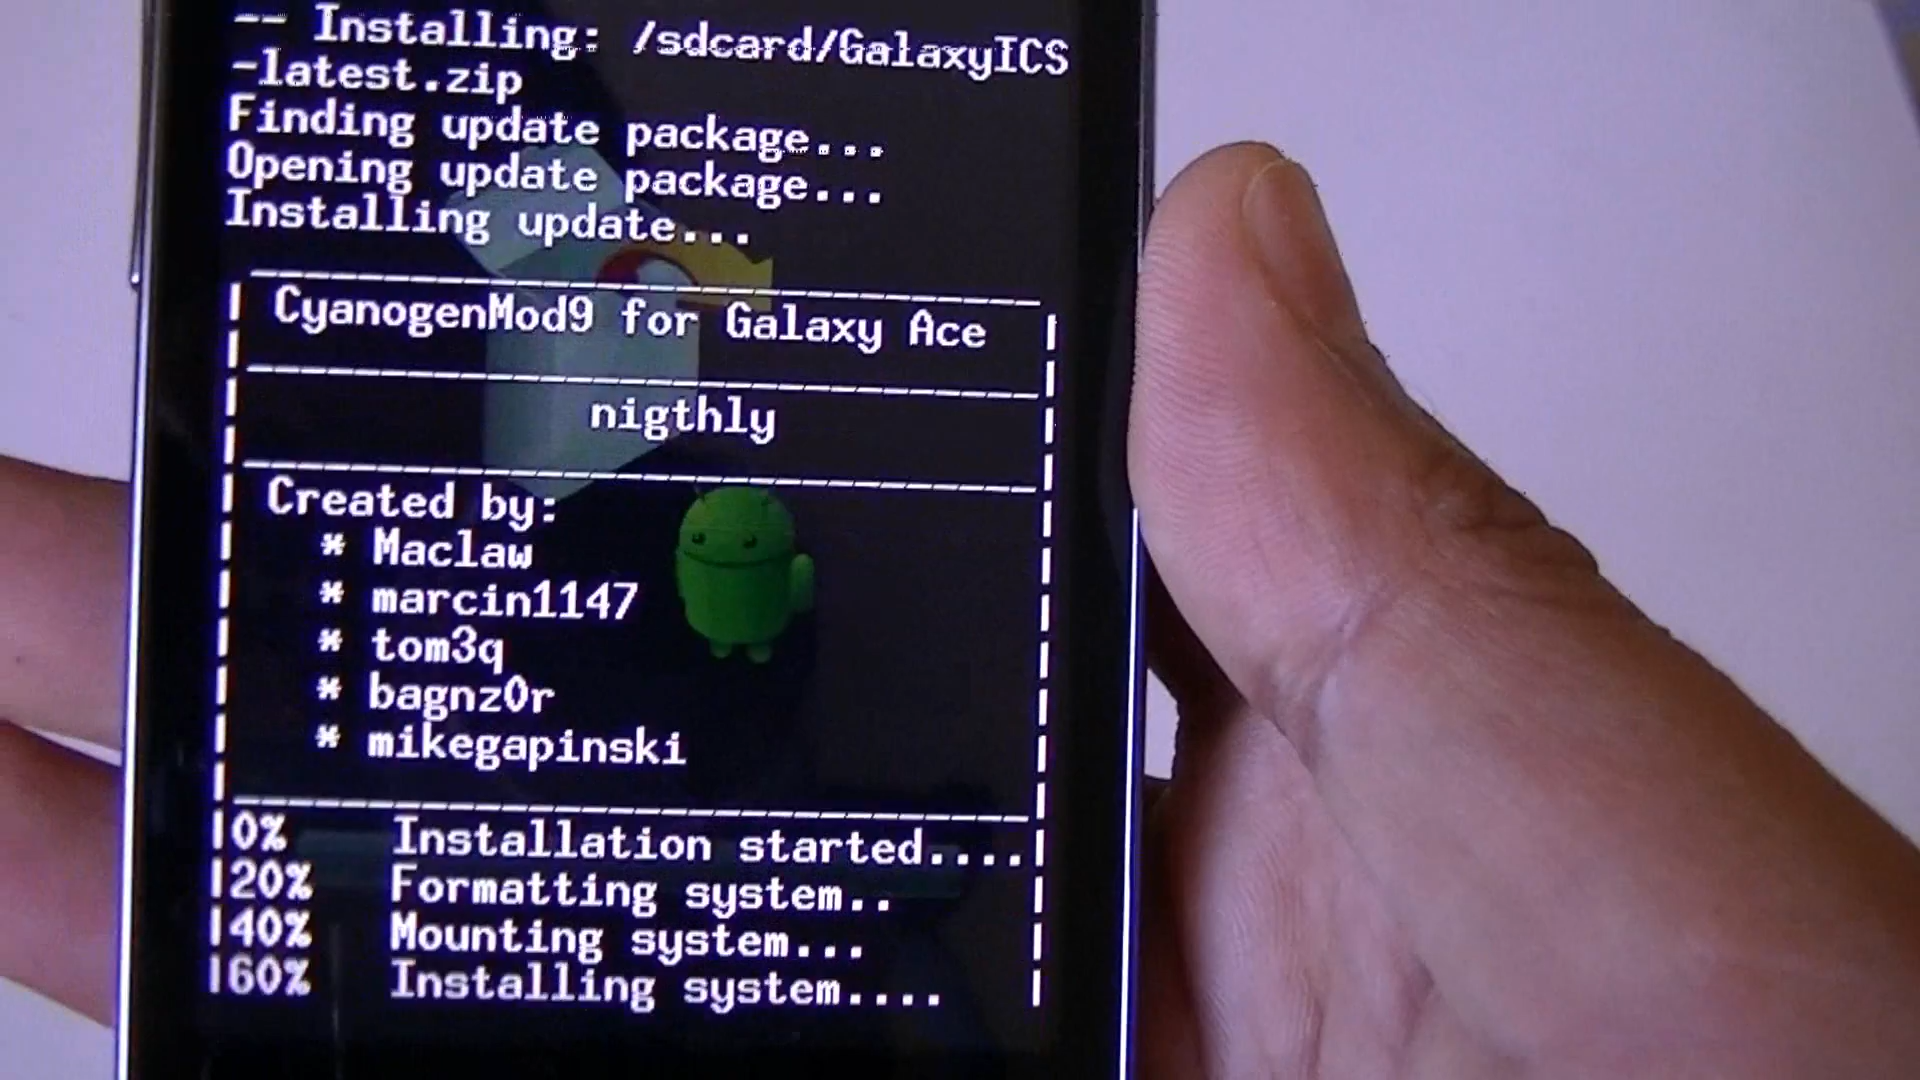 -- Installing: /sdcard/GalaxyICS
-latest.zip
Finding update package...
Opening update package...
Installing update...
CyanogenMod9 for Galaxy Ace
nigthly
Created by:
* Maclaw
* marcin1147
* tom3q
* bagnz0r
* mikegapinski
|0% Installation started....|
|20% Formatting system.. |
|40% Mounting system... |
|60% Installing system.... |